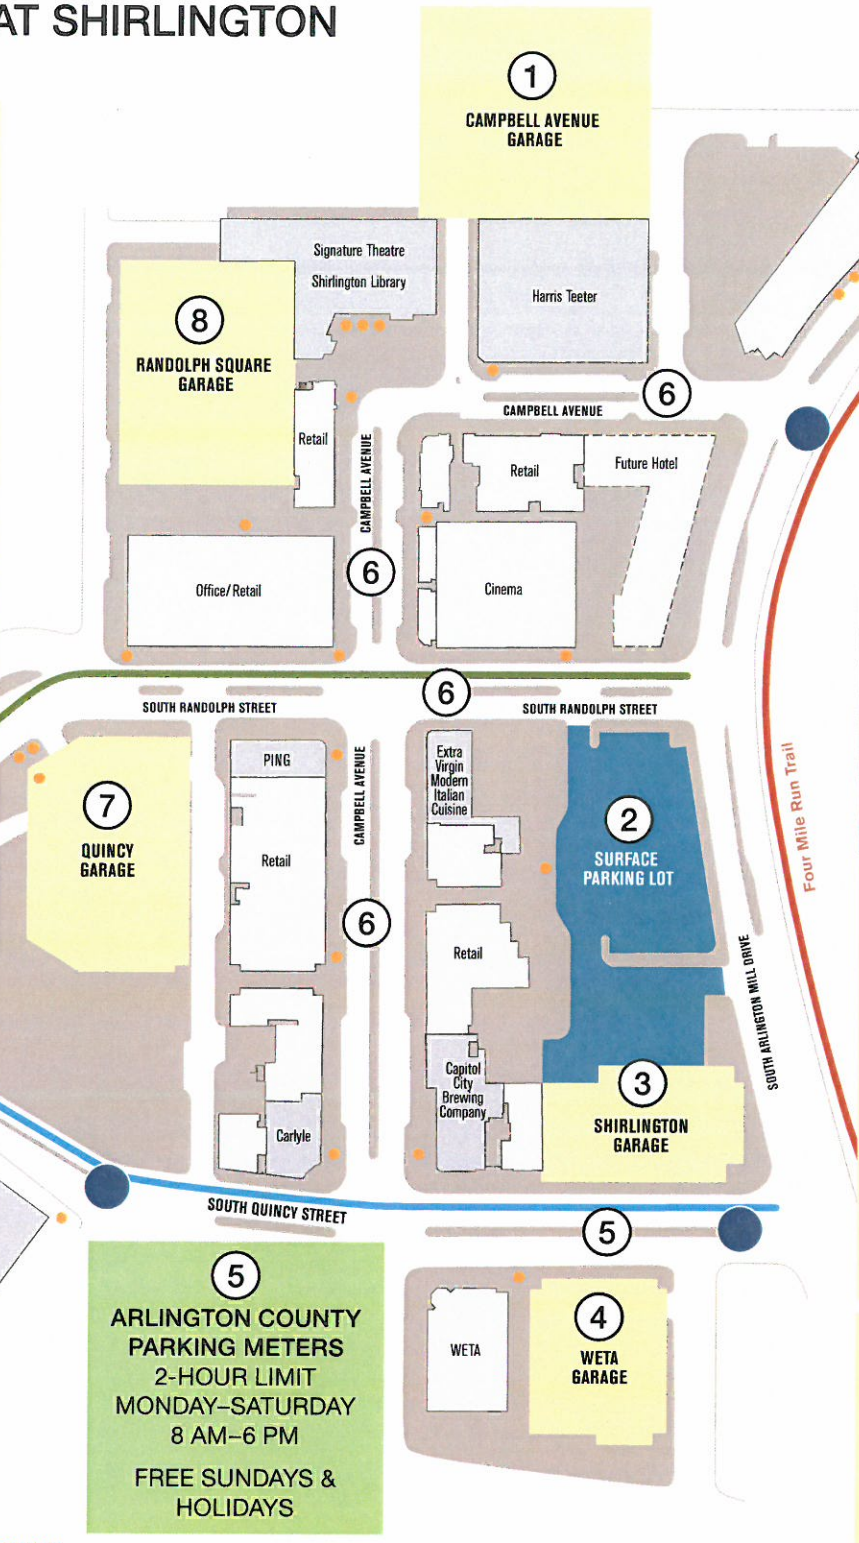 AT SHIRLINGTON
1
CAMPBELL AVENUE
GARAGE
Signature Theatre
Shirlington Library
Harris Teeter
8
RANDOLPH SQUARE
GARAGE
6
CAMPBELL AVENUE
Retail
CAMPBELL AVENUE
Retail
Future Hotel
6
Office/Retail
Cinema
6
SOUTH RANDOLPH STREET
SOUTH RANDOLPH STREET
PING
CAMPBELL AVENUE
Extra
Virgin
Modern
Italian
Cuisine
7
QUINCY
GARAGE
Retail
2
SURFACE
PARKING LOT
Four Mile Run Trail
6
Retail
SOUTH ARLINGTON MILL DRIVE
Capitol
City
Brewing
Company
3
SHIRLINGTON
GARAGE
Carlyle
SOUTH QUINCY STREET
5
5
ARLINGTON COUNTY
PARKING METERS
2-HOUR LIMIT
MONDAY–SATURDAY
8 AM–6 PM
FREE SUNDAYS &
HOLIDAYS
WETA
4
WETA
GARAGE